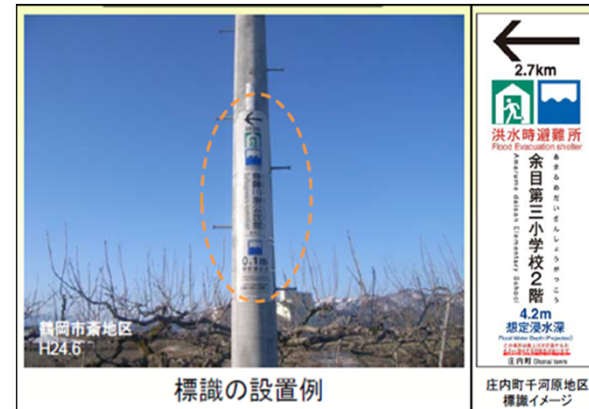 鶴岡市斎地区
H24.6
0.1m
標識の設置例
2.7km
洪水時避難所
Flood Evacuation shelter
余目第三小学校2階
あまるめだいさんしょうがっこう
Amarume daisan Elementary School
4.2m
想定浸水深
Flood Water Depth (Projected)
庄内町 Shonai town
庄内町千河原地区
標識イメージ